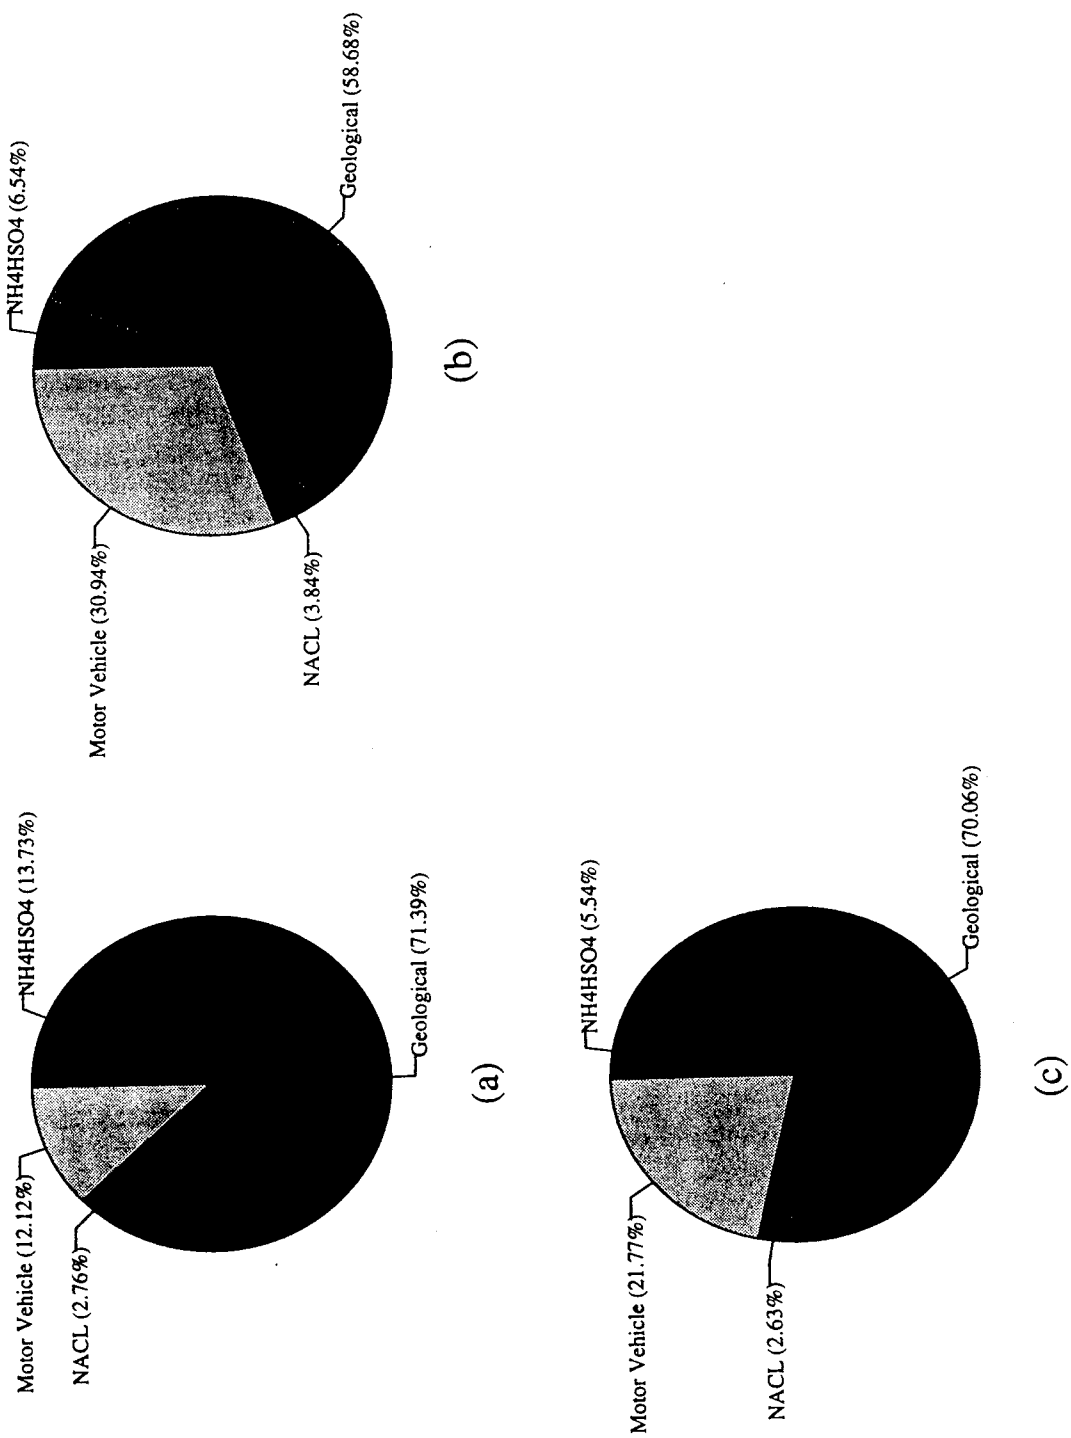 Motor Vehicle (12.12%)
NH4HSO4 (13.73%)
NACL (2.76%)
Geological (71.39%)
(a)
NH4HSO4 (6.54%)
Motor Vehicle (30.94%)
NACL (3.84%)
Geological (58.68%)
(b)
NH4HSO4 (5.54%)
Motor Vehicle (21.77%)
NACL (2.63%)
Geological (70.06%)
(c)